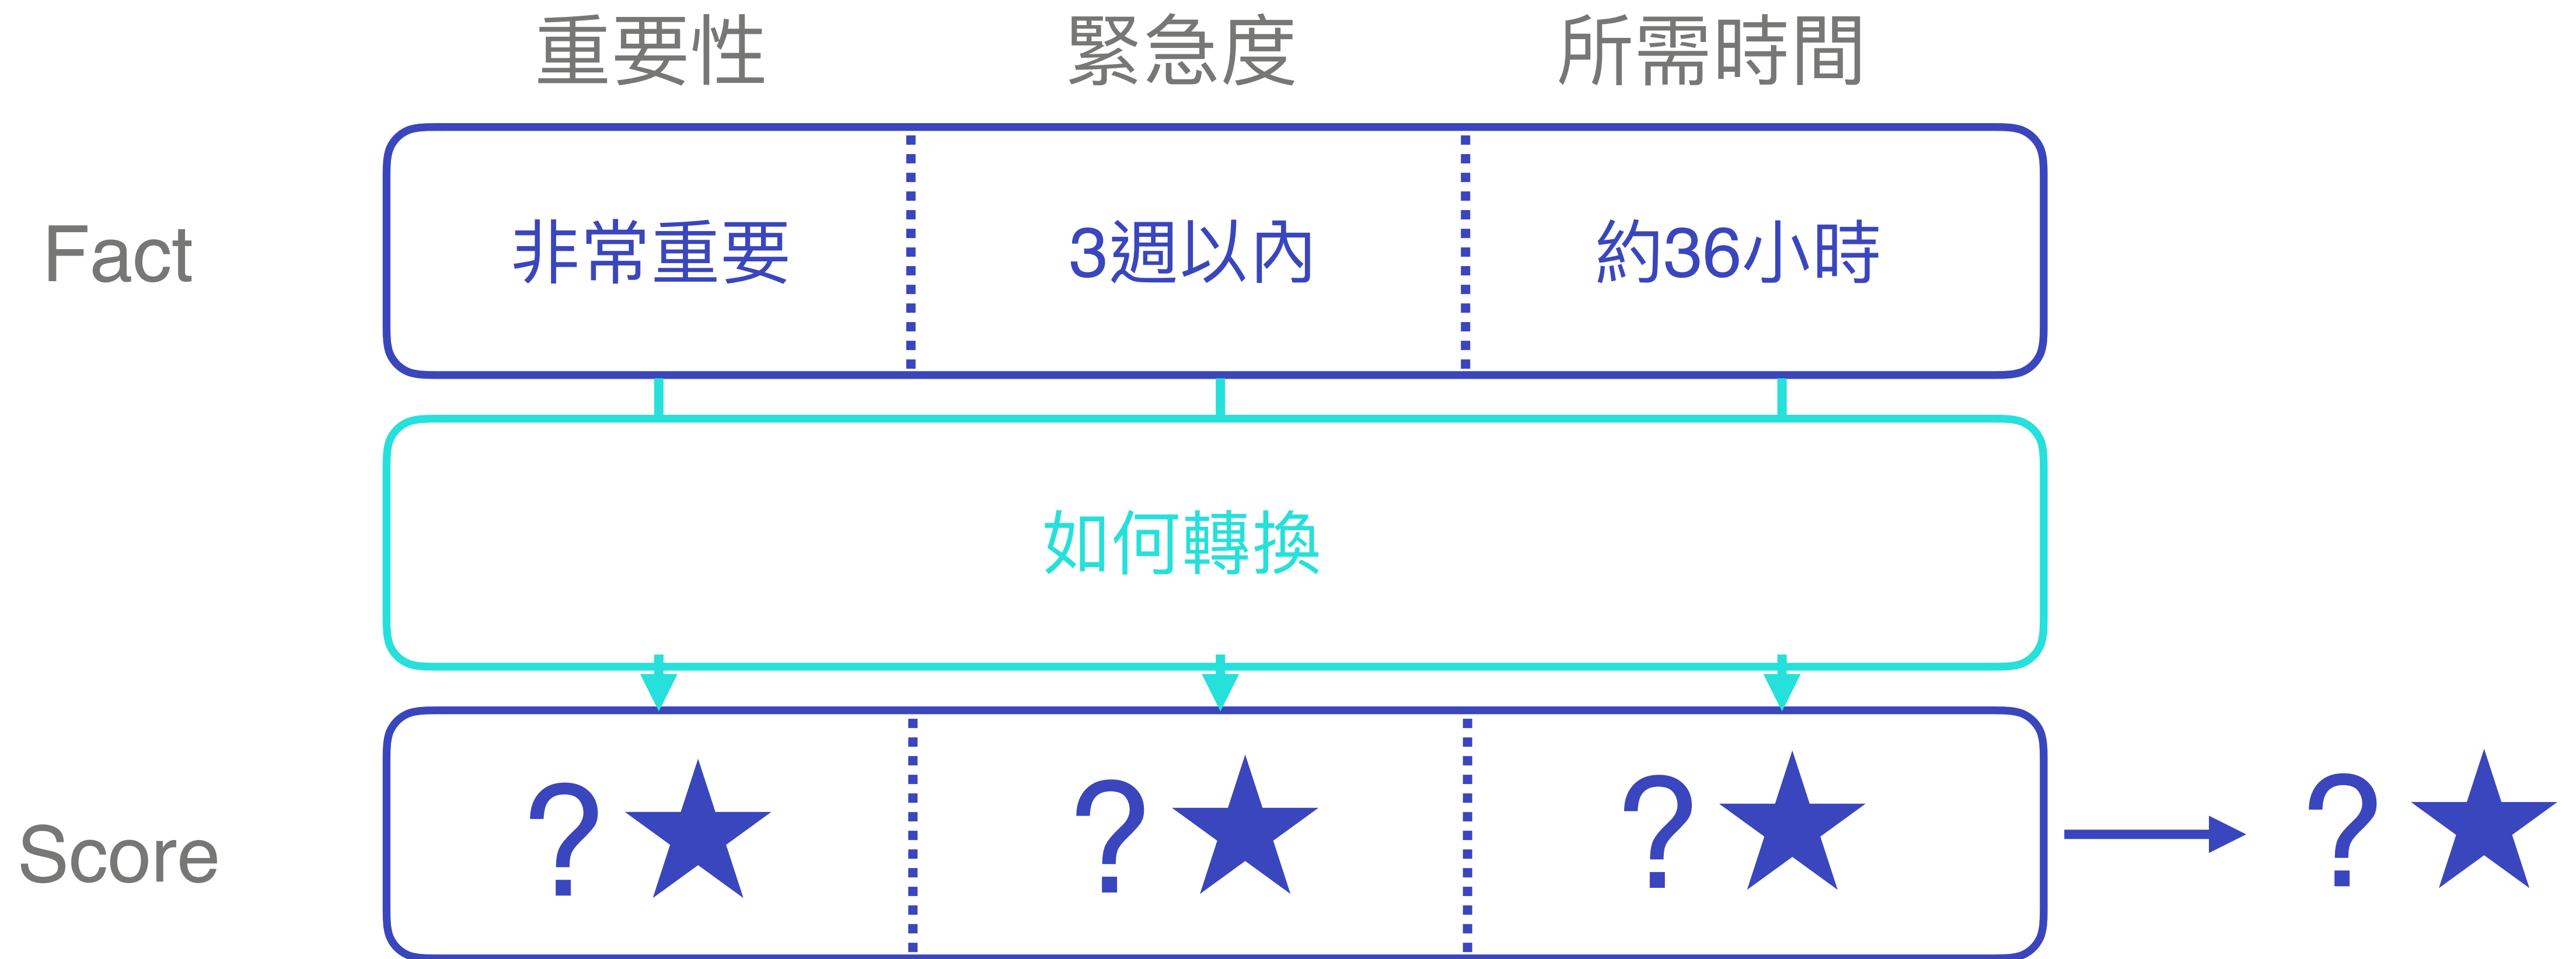 重要性 緊急度 所需時間
Fact 非常重要 3週以內 約36小時
如何轉換
Score ?★ ?★ ?★ ?★